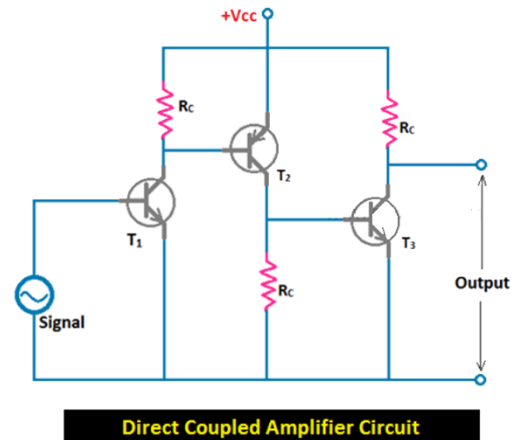 +Vcc
Rc
Rc
T2
T1
T3
Rc
Output
Signal
Direct Coupled Amplifier Circuit